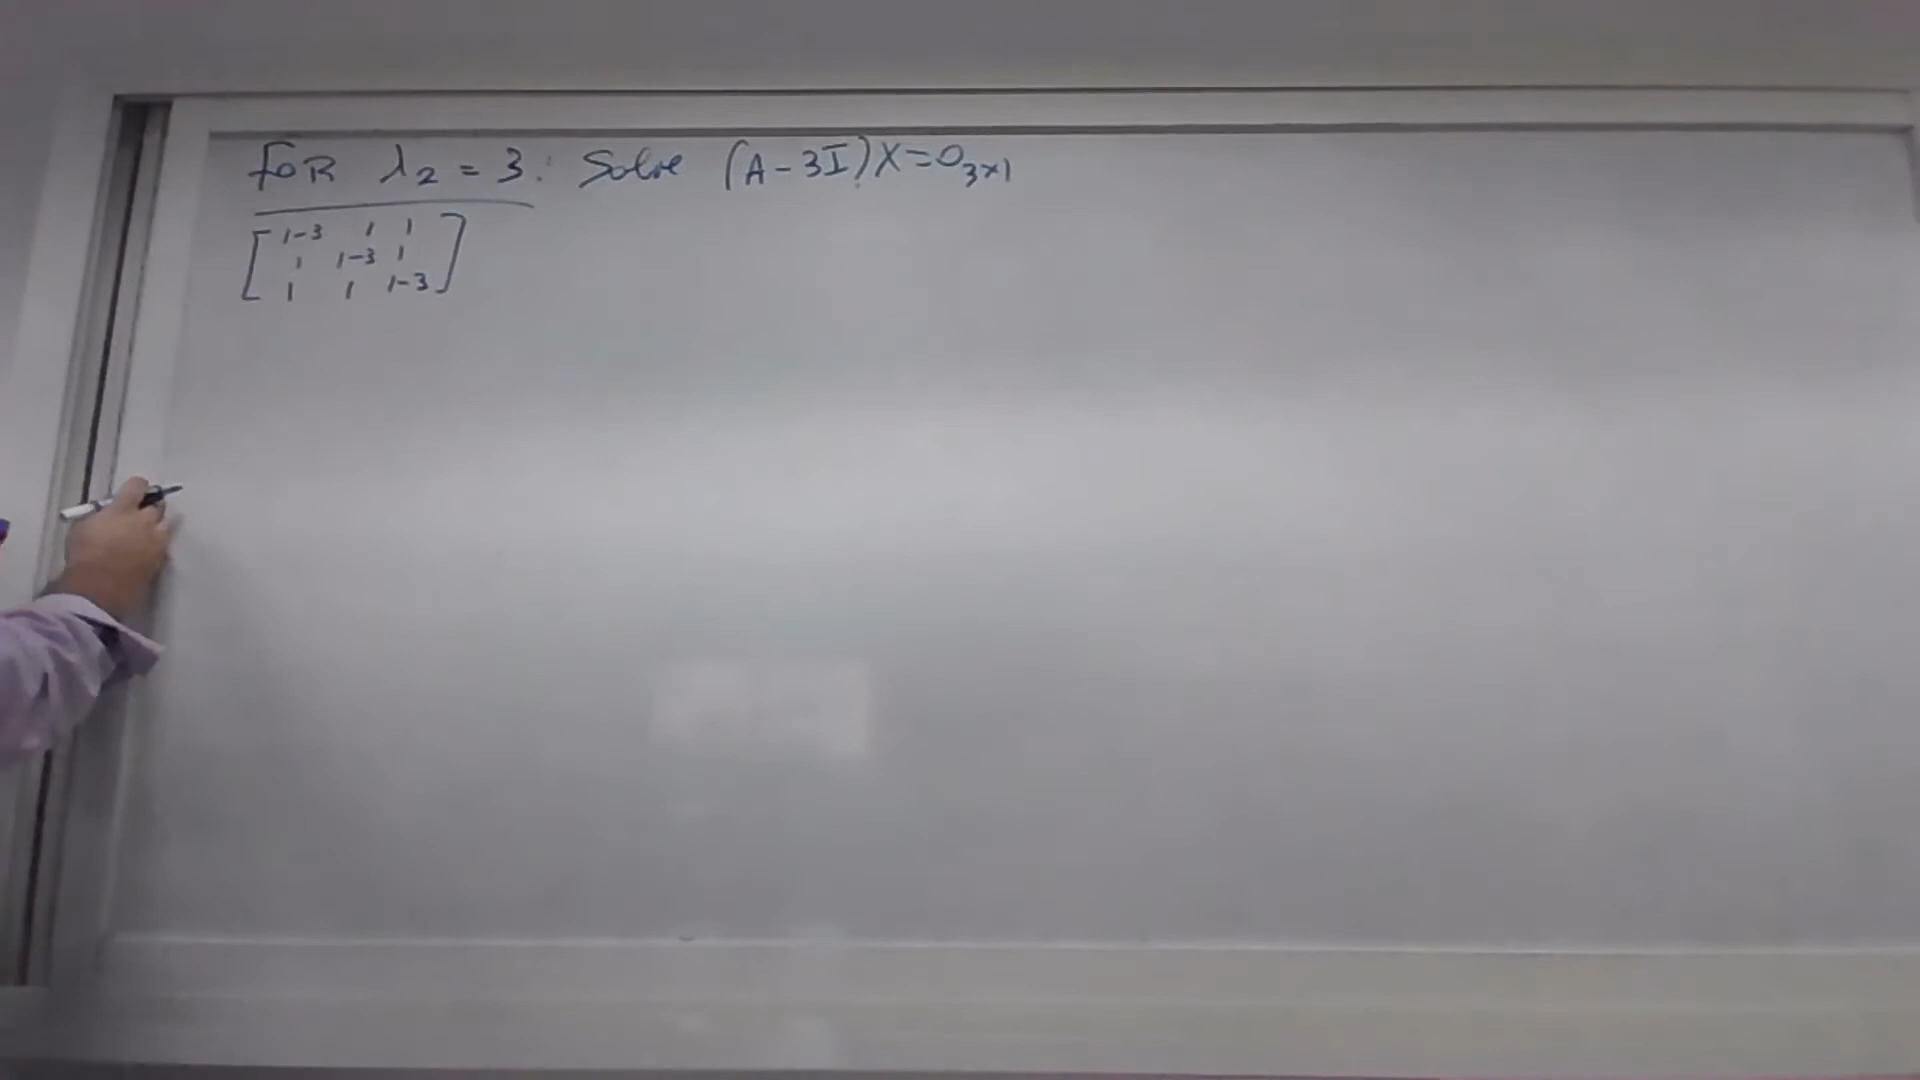 FOR λ₂ = 3: Solve (A-3I)X=O₃ₓ₁
[ 1-3 1 1
1 1-3 1
1 1 1-3 ]